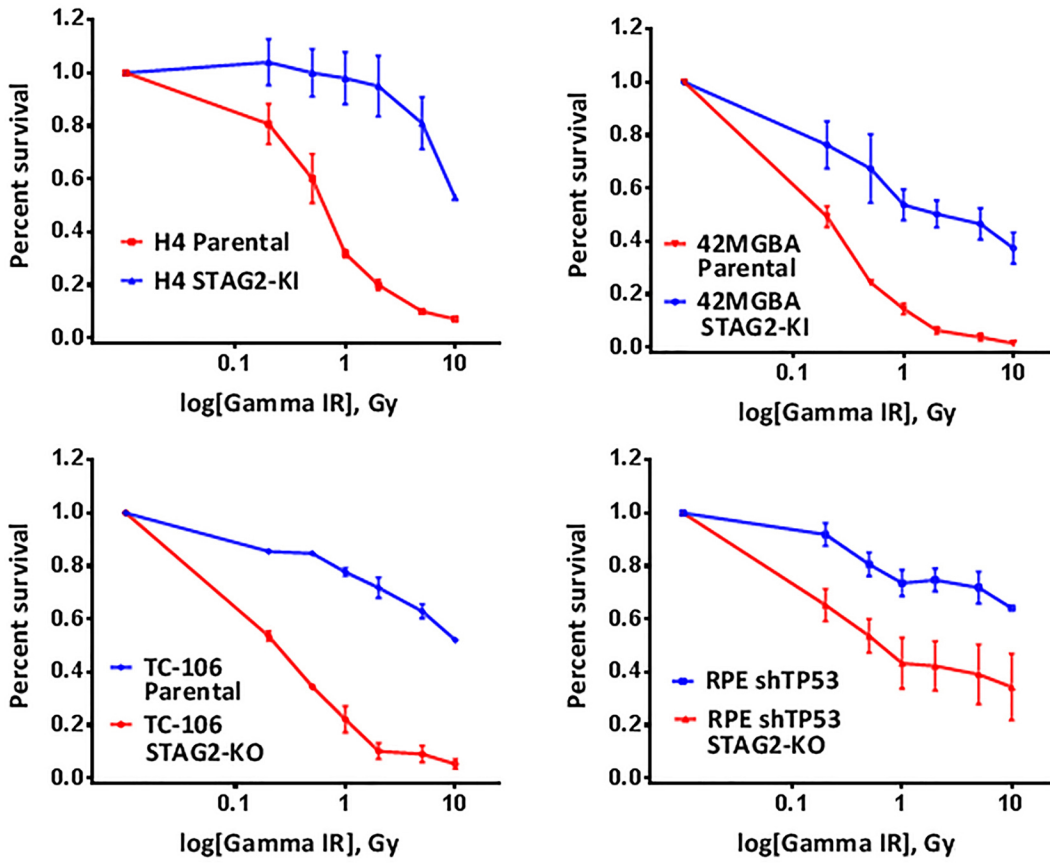 1.2
1.0
0.8
0.6
0.4
0.2
0.0
Percent survival
H4 Parental
H4 STAG2-KI
0.1 1 10
log[Gamma IR], Gy
1.2
1.0
0.8
0.6
0.4
0.2
0.0
Percent survival
42MGBA
Parental
42MGBA
STAG2-KI
0.1 1 10
log[Gamma IR], Gy
1.2
1.0
0.8
0.6
0.4
0.2
0.0
Percent survival
TC-106
Parental
TC-106
STAG2-KO
0.1 1 10
log[Gamma IR], Gy
1.2
1.0
0.8
0.6
0.4
0.2
0.0
Percent survival
RPE shTP53
RPE shTP53
STAG2-KO
0.1 1 10
log[Gamma IR], Gy